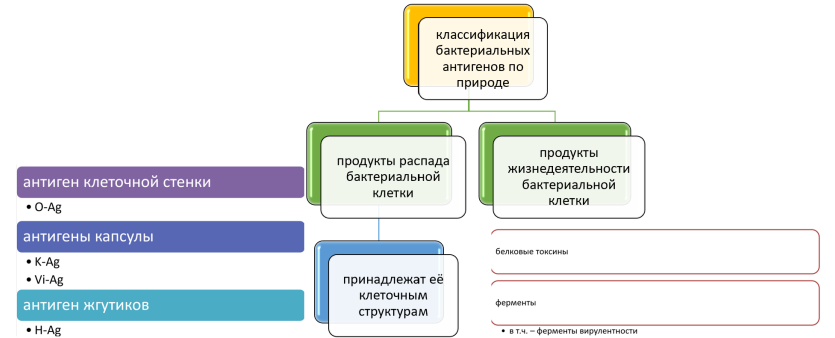 классификация
бактериальных
антигенов по
природе
продукты распада
бактериальной
клетки
продукты
жизнедеятельности
бактериальной
клетки
антиген клеточной стенки
• O-Ag
антигены капсулы
• K-Ag
• Vi-Ag
антиген жгутиков
• H-Ag
принадлежат её
клеточным
структурам
белковые токсины
ферменты
• в т.ч. – ферменты вирулентности